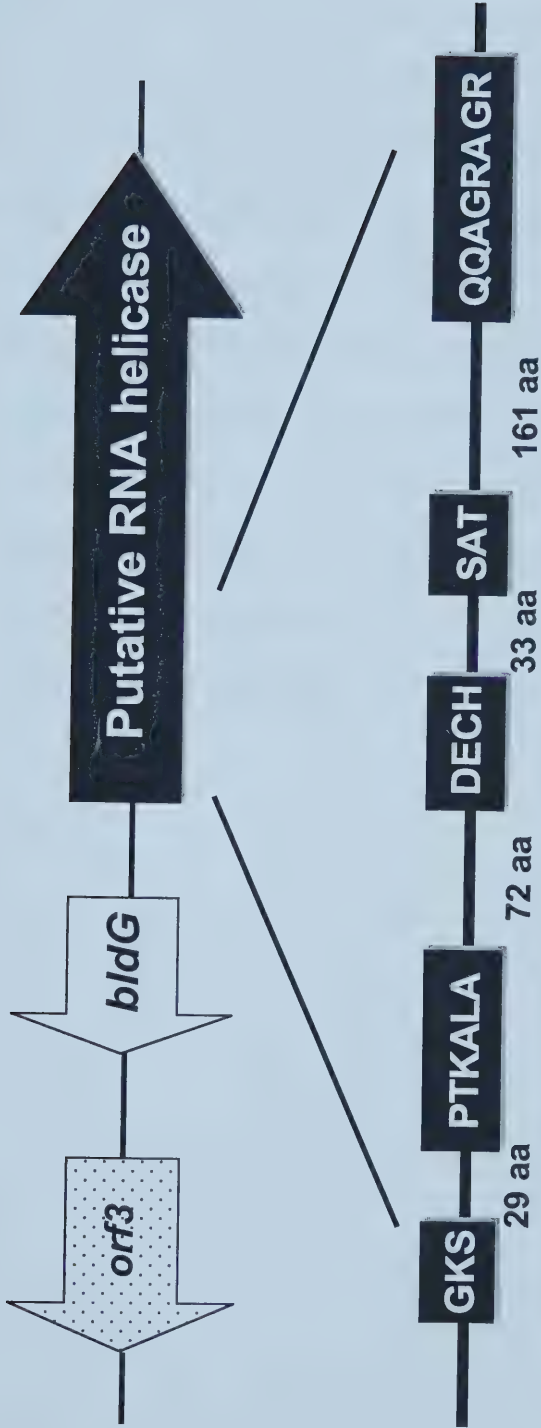 orf3
bldG
Putative RNA helicase
GKS
PTKALA
DECH
SAT
QQAGRAGR
29 aa
72 aa
33 aa
161 aa